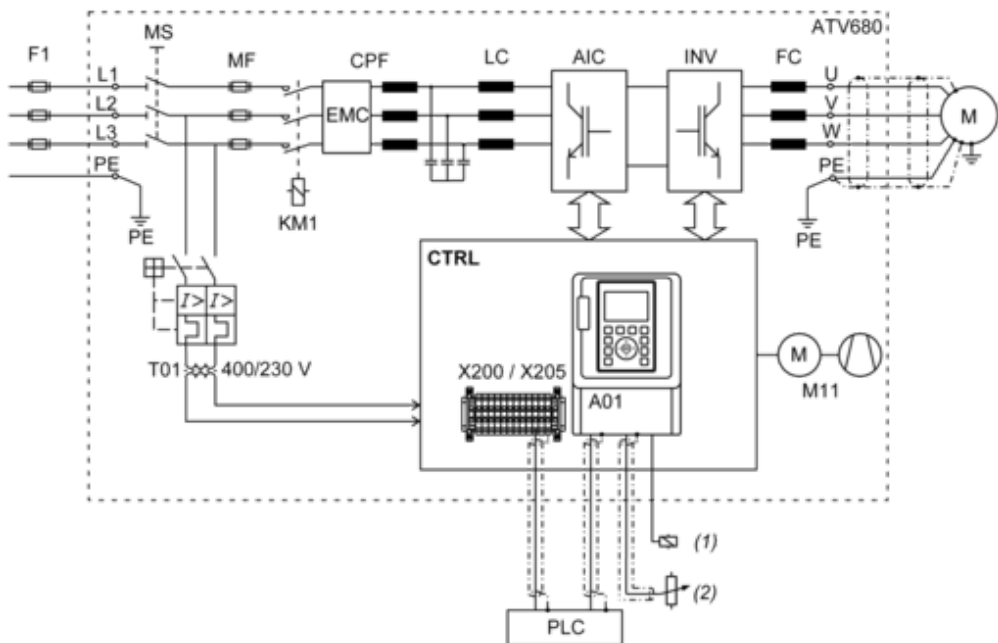 ATV680
MS
F1
MF
CPF
LC
AIC
INV
FC
L1
U
L2
EMC
V
M
L3
W
PE
PE
KM1
PE
PE
CTRL
I> I>
T01 400/230 V
X200 / X205
M
A01
M11
(1)
(2)
PLC